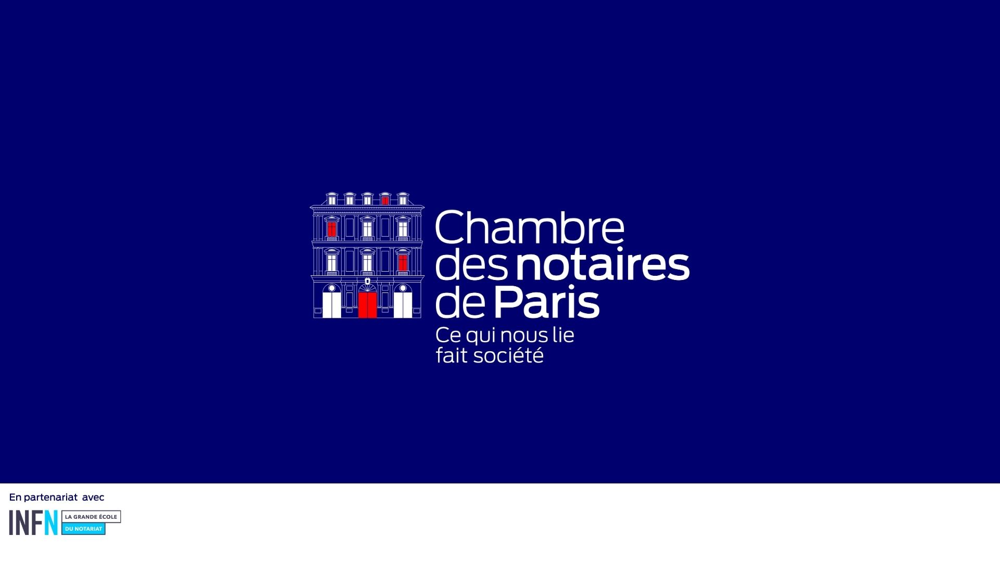 Chambre
des notaires
de Paris
Ce qui nous lie
fait société
En partenariat avec
INFN
LA GRANDE ÉCOLE
DU NOTARIAT